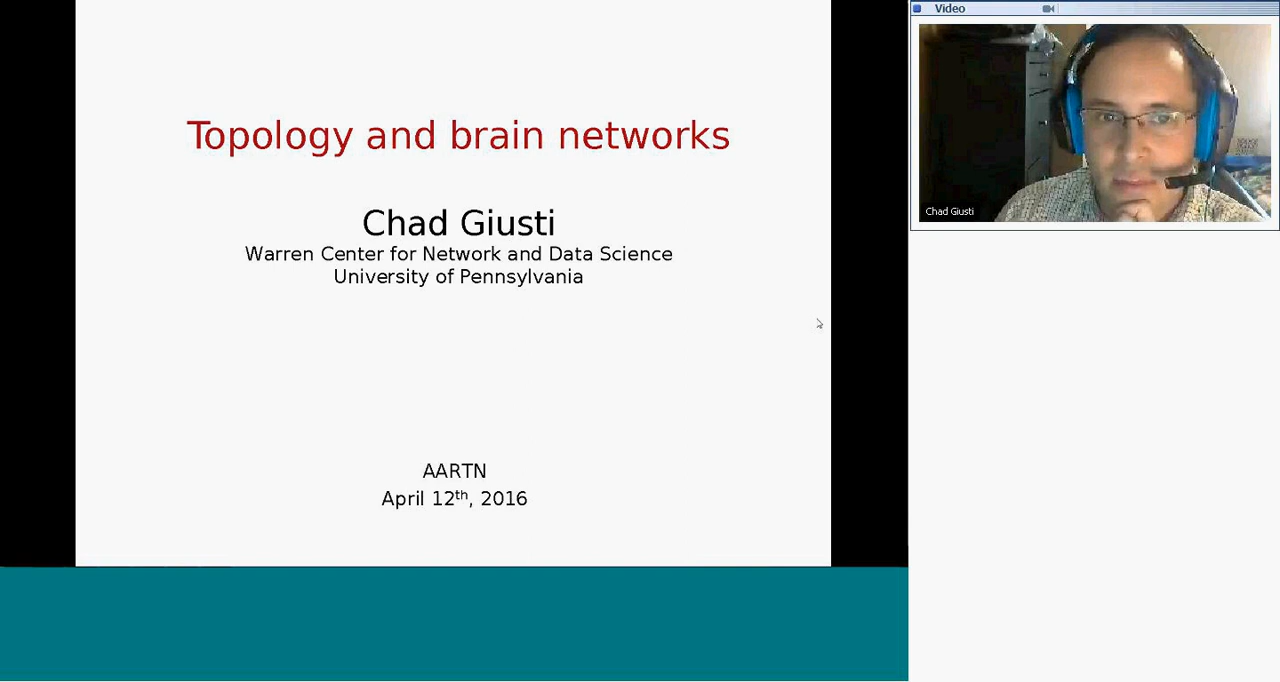 Topology and brain networks
Chad Giusti
Warren Center for Network and Data Science
University of Pennsylvania
AARTN
April 12th, 2016
Video
Chad Giusti